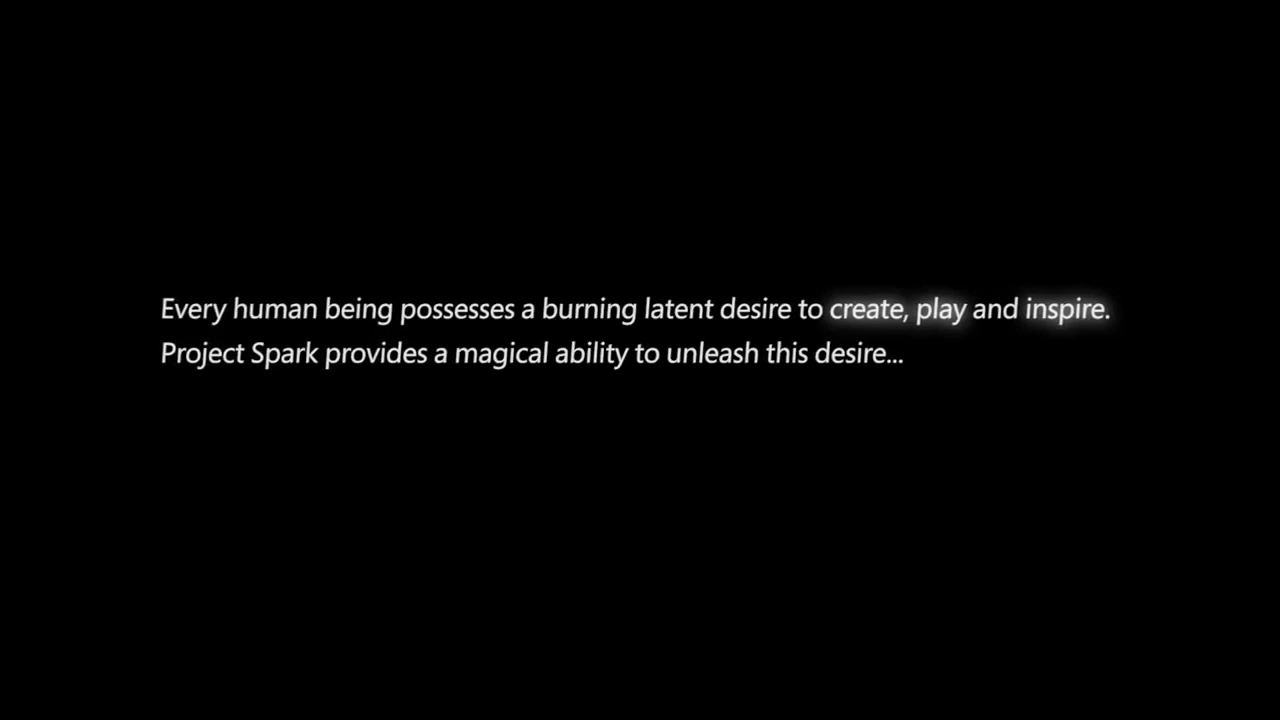 Every human being possesses a burning latent desire to create, play and inspire.
Project Spark provides a magical ability to unleash this desire...